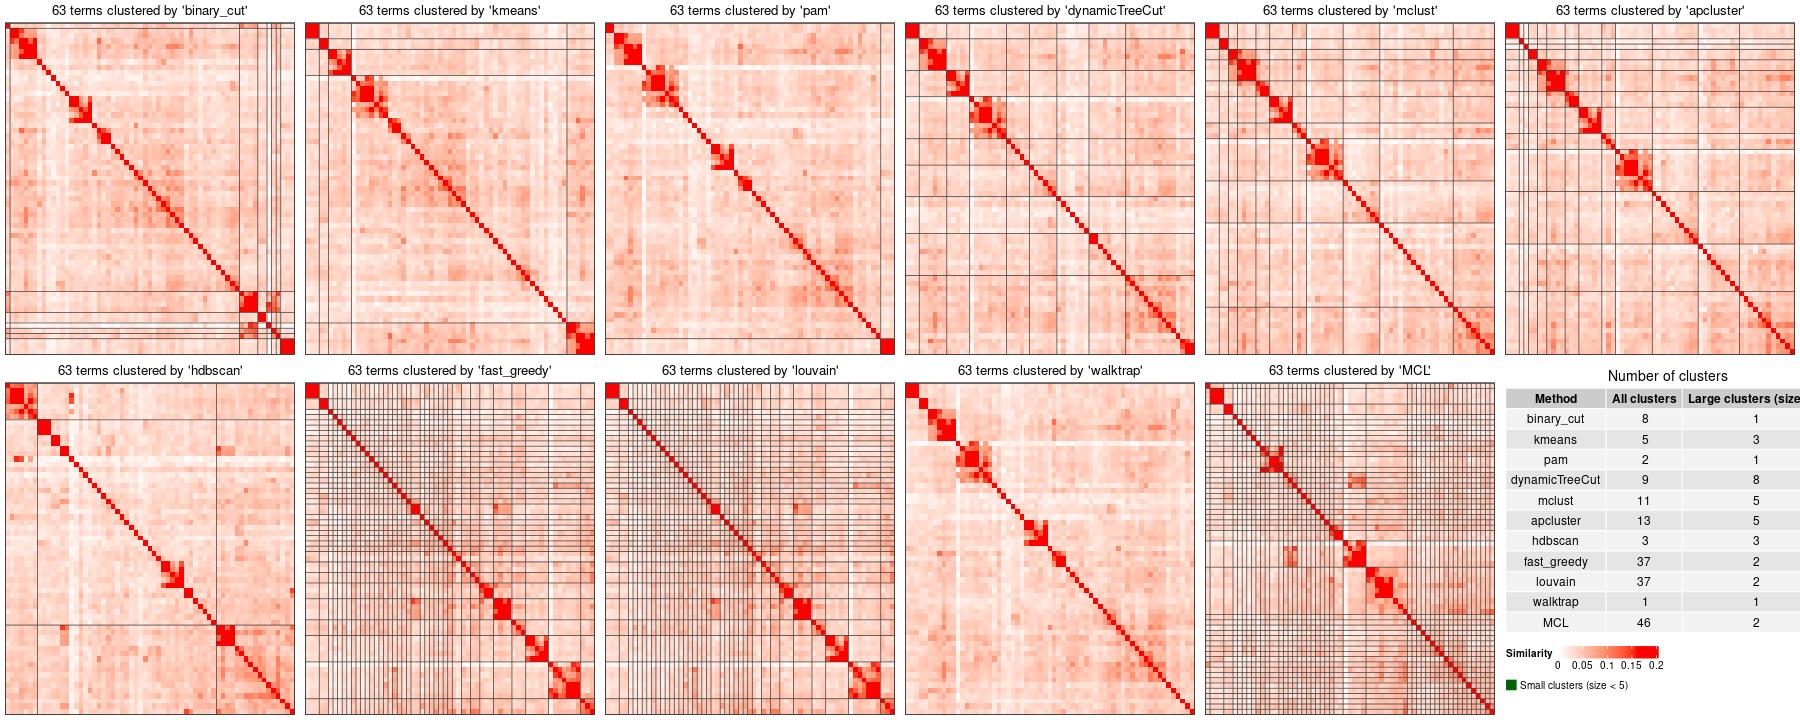 63 terms clustered by 'binary_cut'
63 terms clustered by 'kmeans'
63 terms clustered by 'pam'
63 terms clustered by 'dynamicTreeCut'
63 terms clustered by 'mclust'
63 terms clustered by 'apcluster'
63 terms clustered by 'hdbscan'
63 terms clustered by 'fast_greedy'
63 terms clustered by 'louvain'
63 terms clustered by 'walktrap'
63 terms clustered by 'MCL'
Number of clusters
Method All clusters Large clusters (size
binary_cut 8 1
kmeans 5 3
pam 2 1
dynamicTreeCut 9 8
mclust 11 5
apcluster 13 5
hdbscan 3 3
fast_greedy 37 2
louvain 37 2
walktrap 1 1
MCL 46 2
Similarity
0 0.05 0.1 0.15 0.2
Small clusters (size < 5)